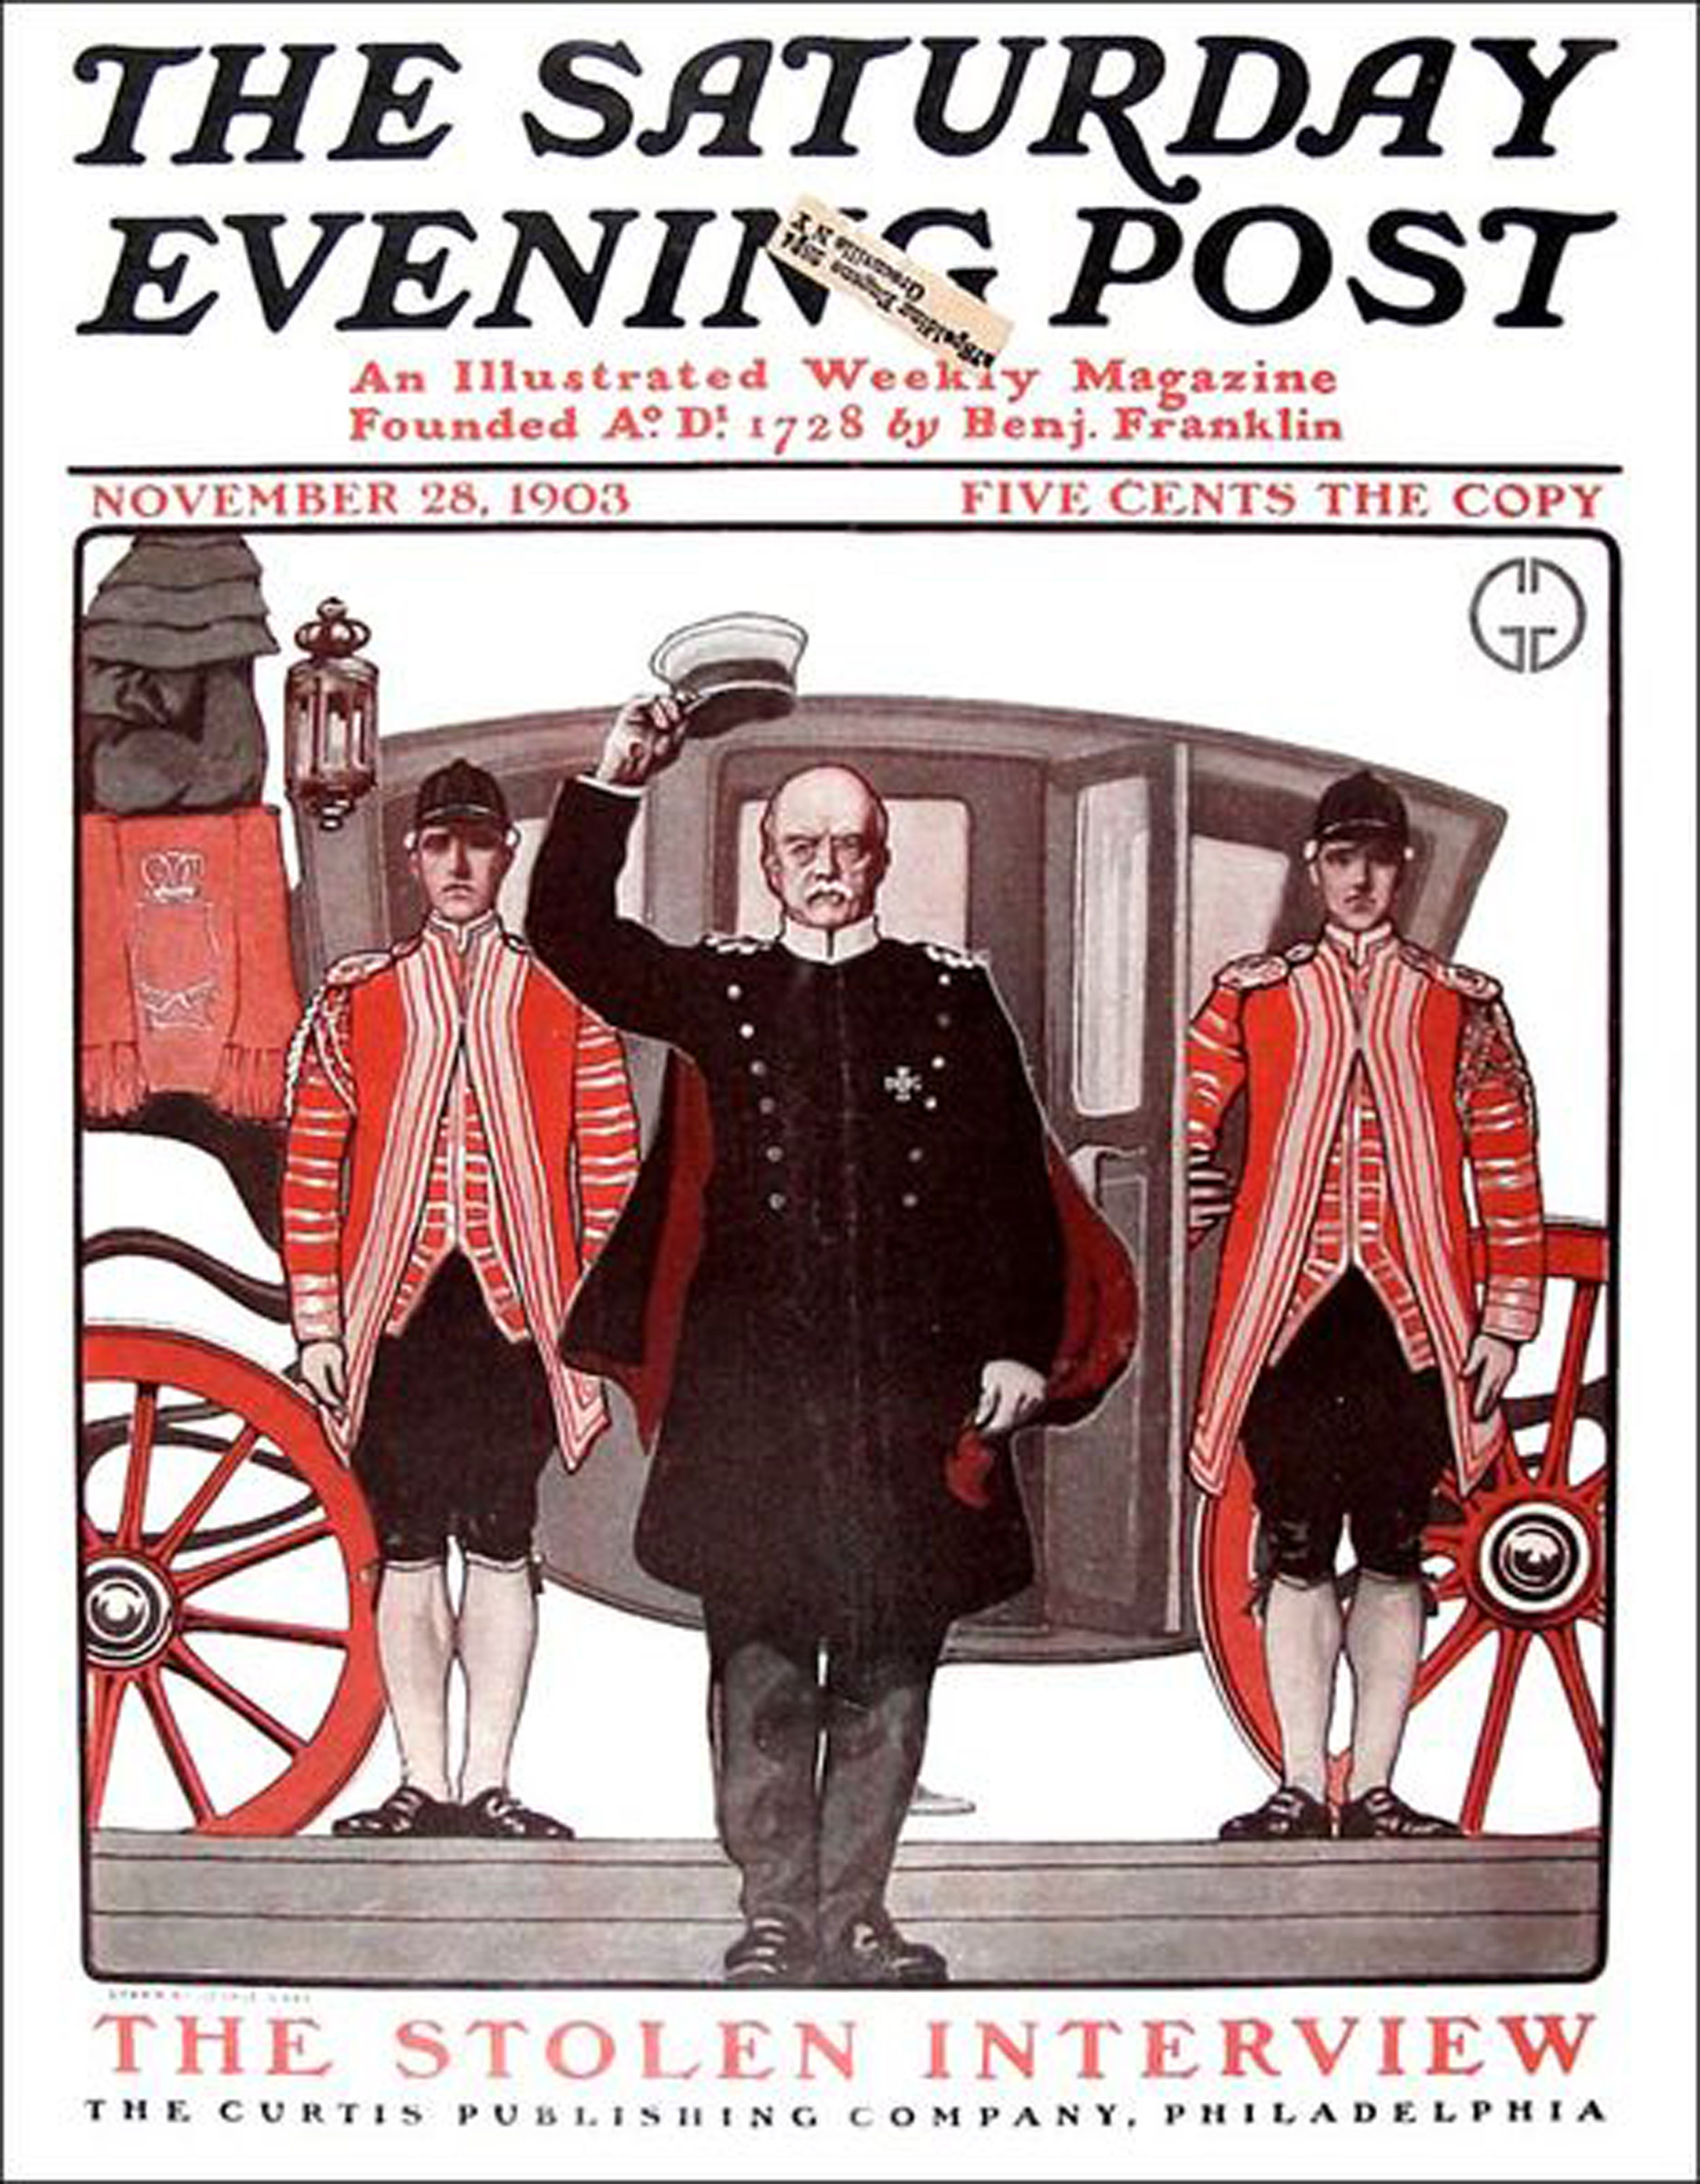 THE SATURDAY
EVENING POST
An Illustrated Weekly Magazine
Founded Aº Dⁱ 1728 by Benj. Franklin
NOVEMBER 28, 1903
FIVE CENTS THE COPY
THE STOLEN INTERVIEW
THE CURTIS PUBLISHING COMPANY, PHILADELPHIA